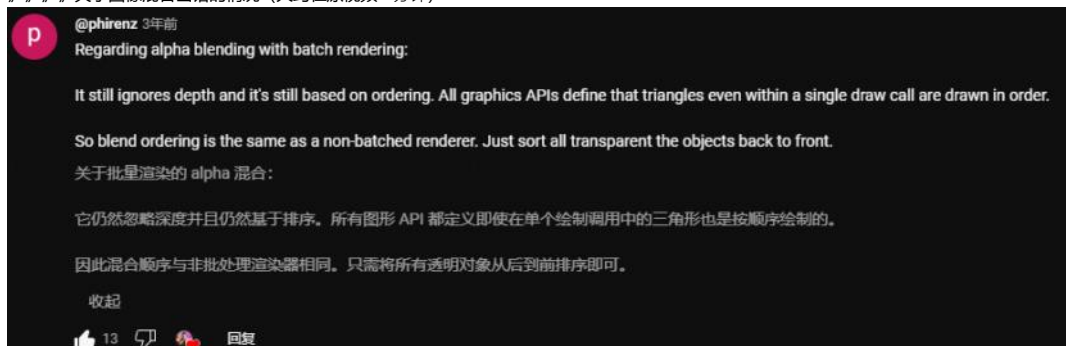 @phirenz 3年前
Regarding alpha blending with batch rendering:
It still ignores depth and it's still based on ordering. All graphics APIs define that triangles even within a single draw call are drawn in order.
So blend ordering is the same as a non-batched renderer. Just sort all transparent the objects back to front.
关于批量渲染的 alpha 混合：
它仍然忽略深度并且仍然基于排序。所有图形 API 都定义即使在单个绘制调用中的三角形也是按顺序绘制的。
因此混合顺序与非批处理渲染器相同。只需将所有透明对象从后到前排序即可。
收起
13 回复